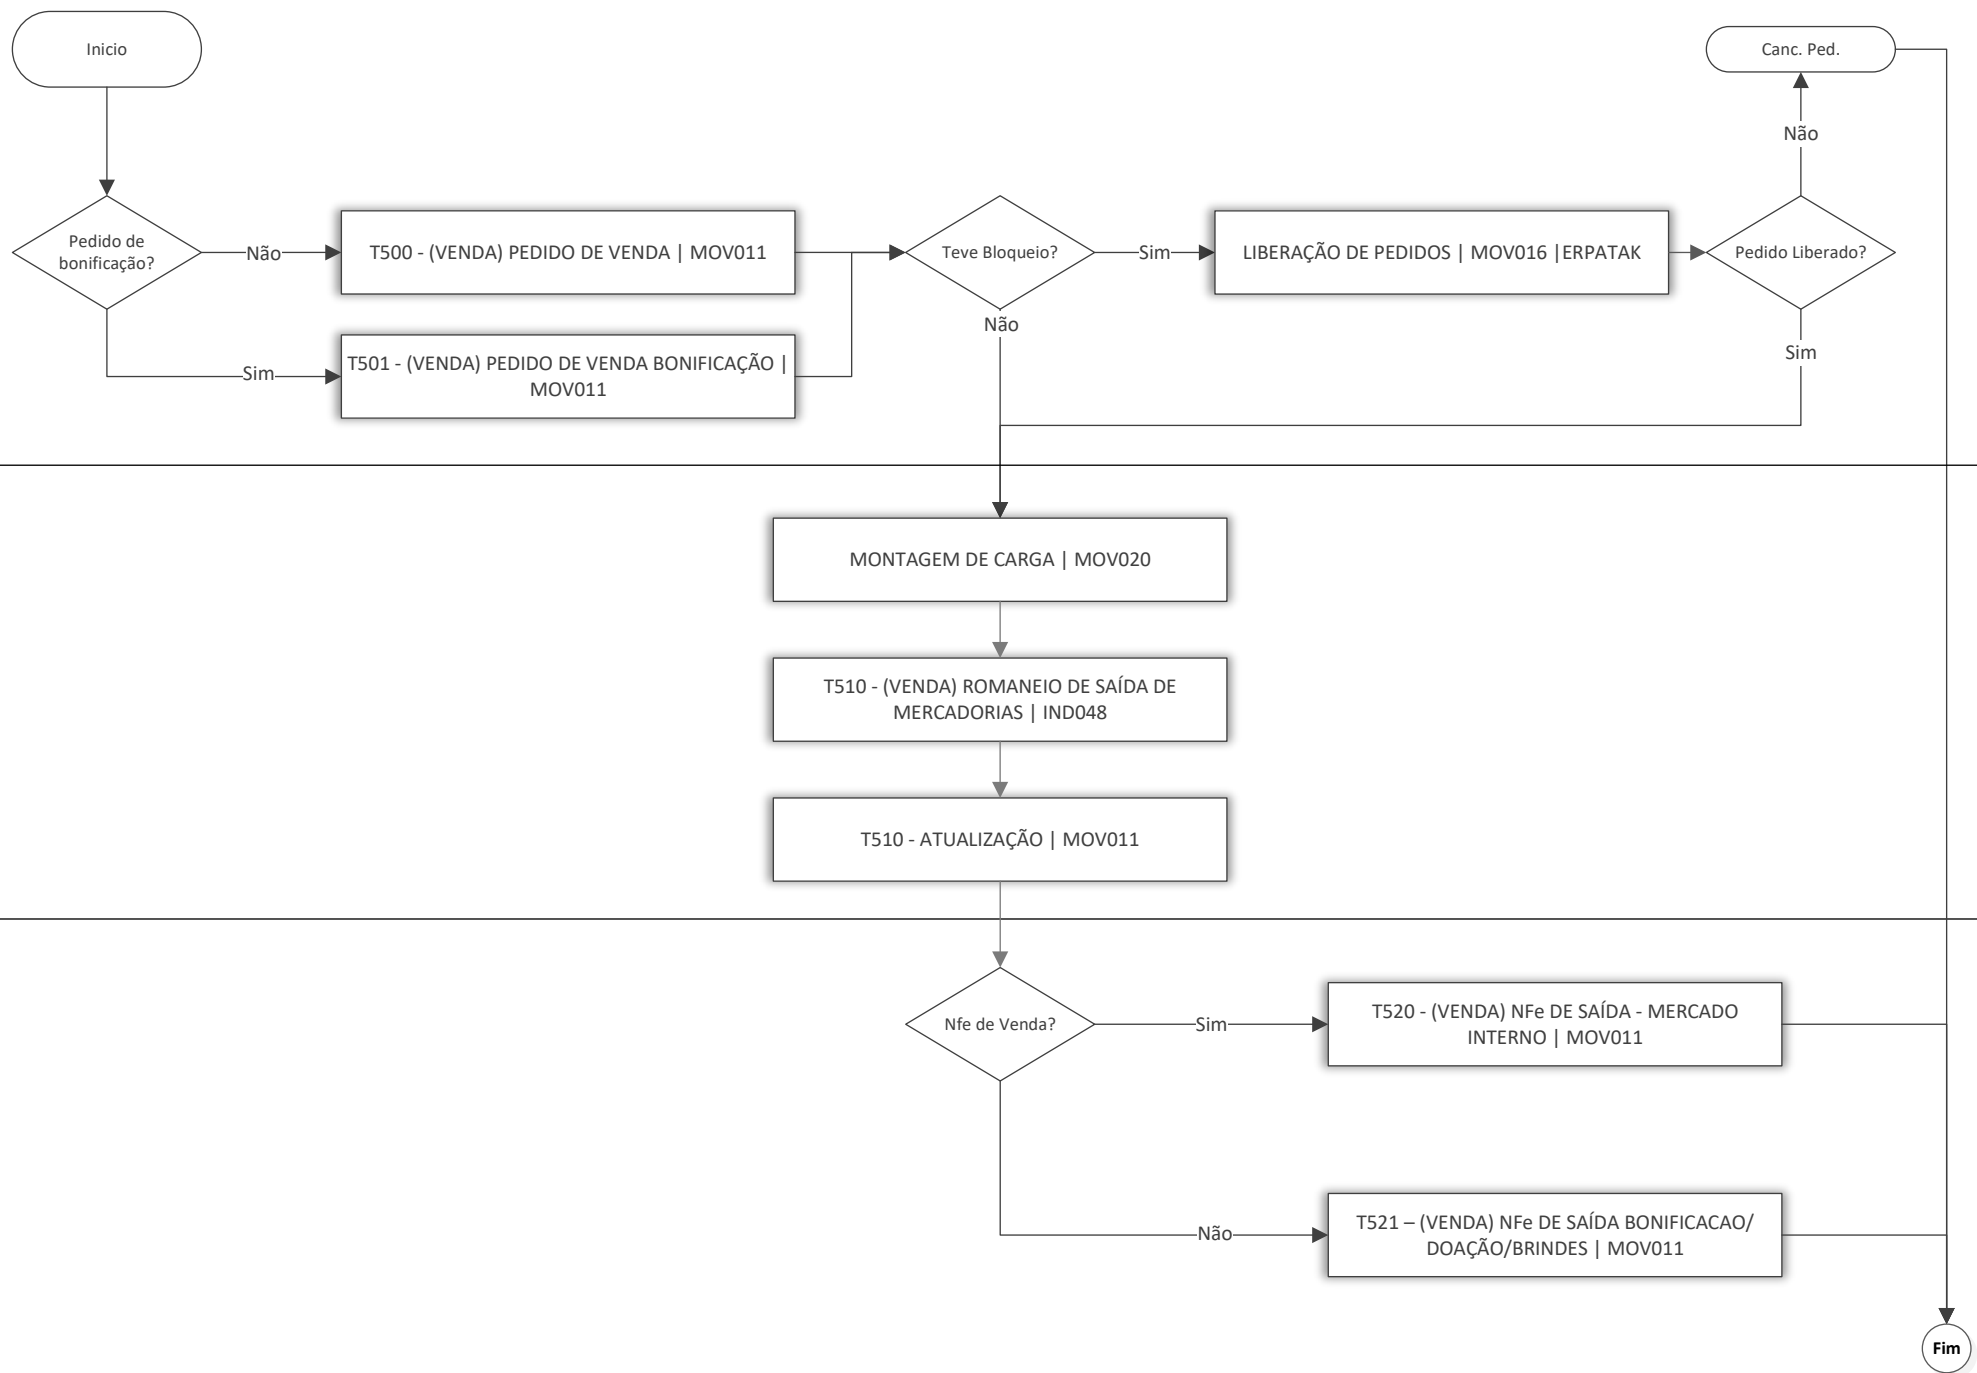 Inicio
Canc. Ped.
Não
Pedido de
bonificação?
Não
T500 - (VENDA) PEDIDO DE VENDA | MOV011
Teve Bloqueio?
Sim
LIBERAÇÃO DE PEDIDOS | MOV016 |ERPATAK
Pedido Liberado?
Não
Sim
Sim
T501 - (VENDA) PEDIDO DE VENDA BONIFICAÇÃO |
MOV011
MONTAGEM DE CARGA | MOV020
T510 - (VENDA) ROMANEIO DE SAÍDA DE
MERCADORIAS | IND048
T510 - ATUALIZAÇÃO | MOV011
Nfe de Venda?
Sim
T520 - (VENDA) NFe DE SAÍDA - MERCADO
INTERNO | MOV011
Não
T521 – (VENDA) NFe DE SAÍDA BONIFICACAO/
DOAÇÃO/BRINDES | MOV011
Fim